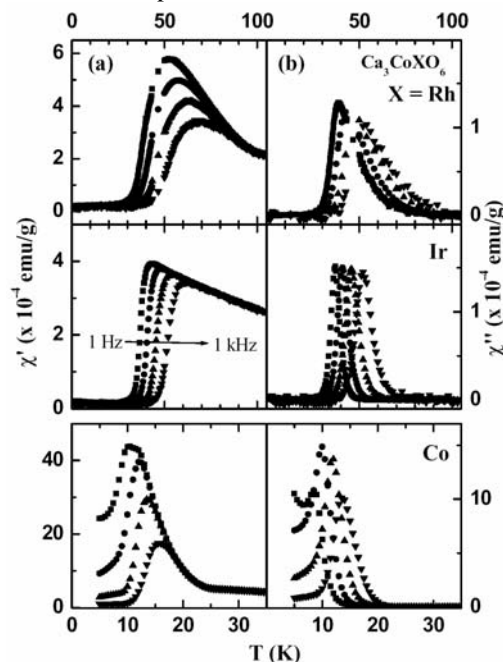 0 50 100 0 50 100
(a) (b) Ca₃CoXO₆
X = Rh
6
4
2
0
1
0
Ir
4
2
0
1 Hz 1 kHz
1
0
Co
40
20
0
10
0
0 10 20 30 0 10 20 30
χ' (x 10⁻⁴ emu/g)
χ'' (x 10⁻⁴ emu/g)
T (K)